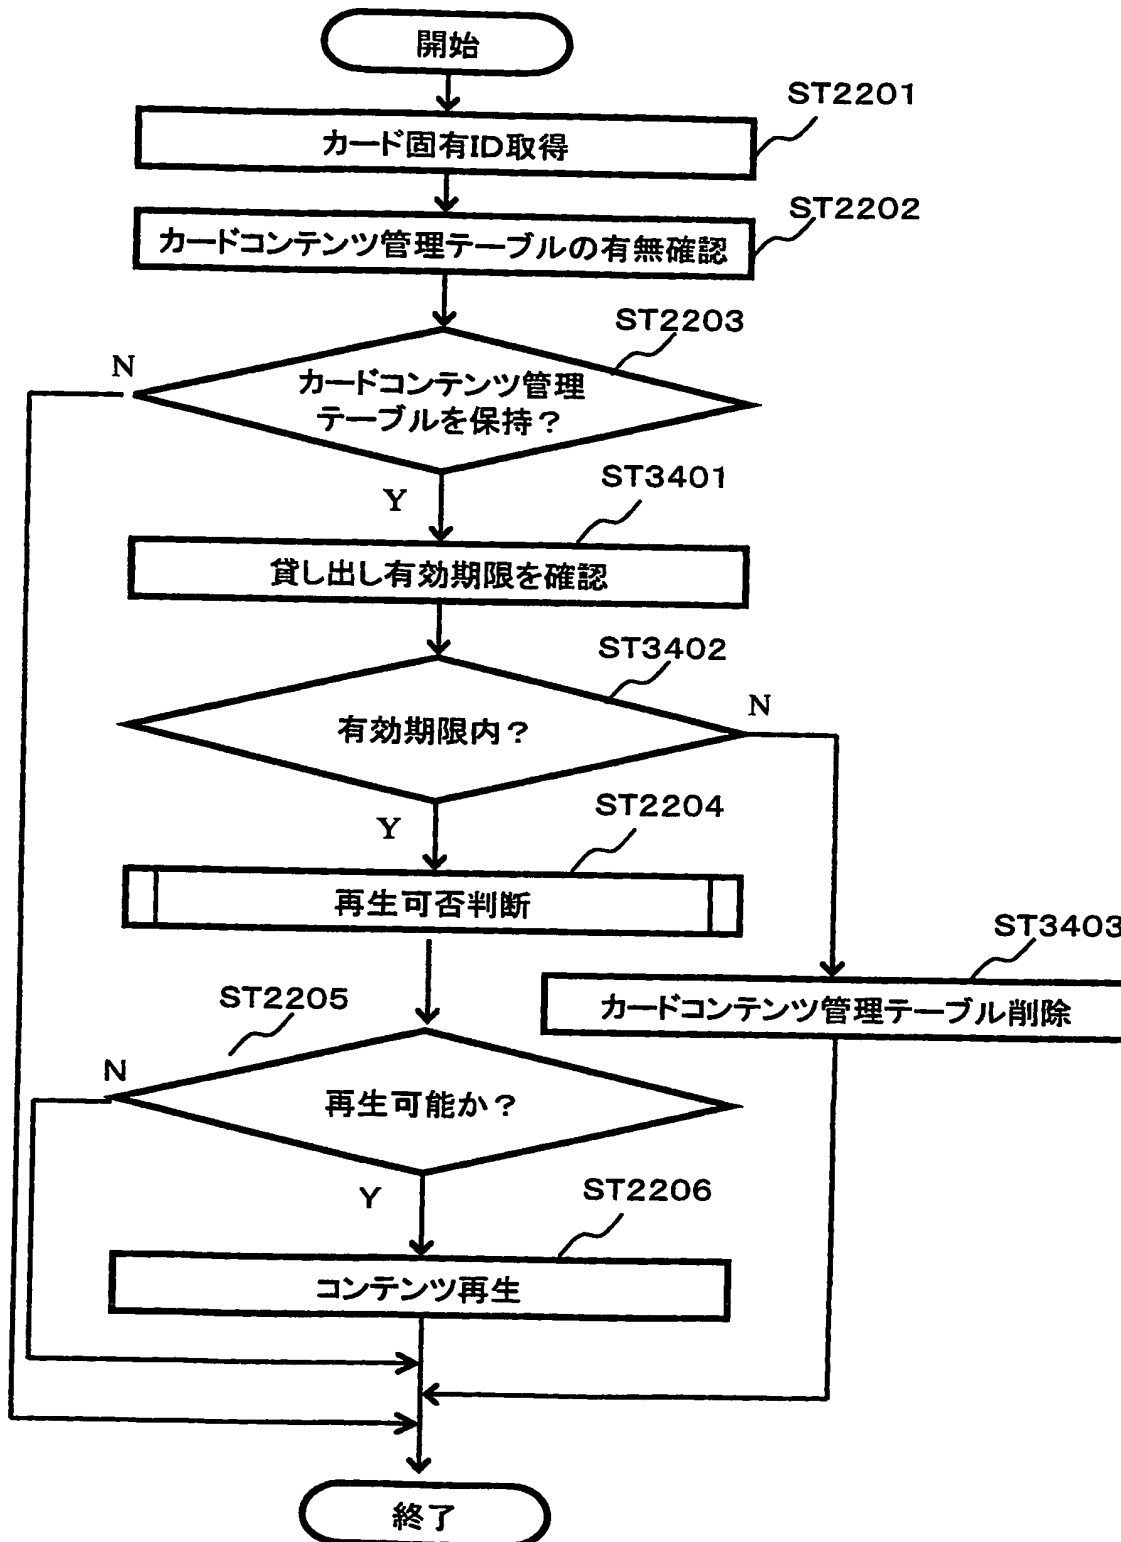 開始
ST2201
カード固有ID取得
ST2202
カードコンテンツ管理テーブルの有無確認
ST2203
N
カードコンテンツ管理
テーブルを保持?
Y
ST3401
貸し出し有効期限を確認
ST3402
N
有効期限内?
Y
ST2204
再生可否判断
ST3403
カードコンテンツ管理テーブル削除
ST2205
N
再生可能か?
Y
ST2206
コンテンツ再生
終了